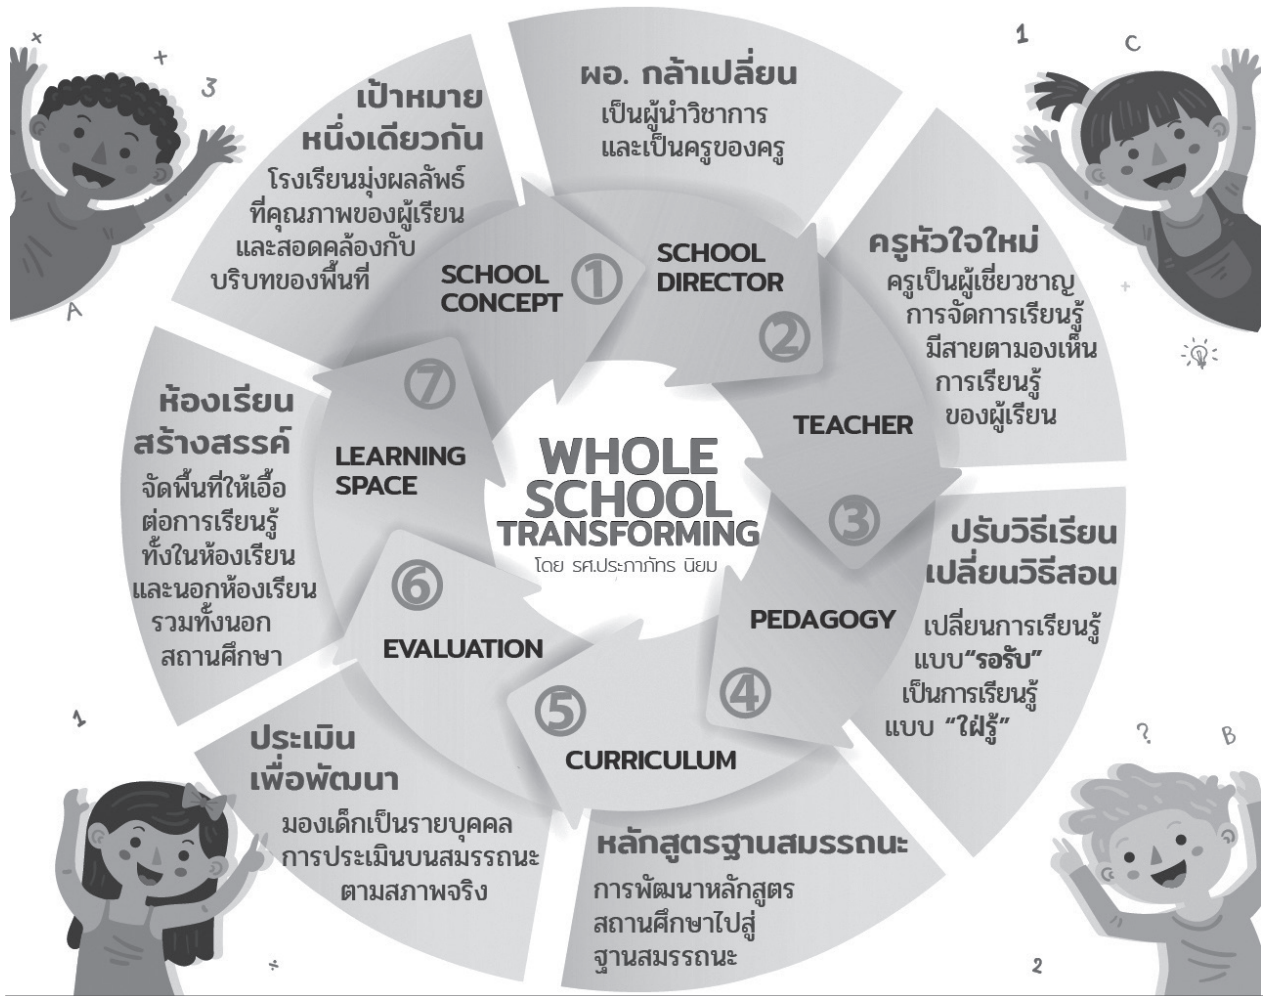 WHOLE
SCHOOL
TRANSFORMING
โดย รศ.ประภาภัทร นิยม
SCHOOL
CONCEPT
①
เป้าหมาย
หนึ่งเดียวกัน
โรงเรียนมุ่งผลลัพธ์
ที่คุณภาพของผู้เรียน
และสอดคล้องกับ
บริบทของพื้นที่
SCHOOL
DIRECTOR
②
ผอ. กล้าเปลี่ยน
เป็นผู้นำวิชาการ
และเป็นครูของครู
TEACHER
③
ครูหัวใจใหม่
ครูเป็นผู้เชี่ยวชาญ
การจัดการเรียนรู้
มีสายตามองเห็น
การเรียนรู้
ของผู้เรียน
PEDAGOGY
④
ปรับวิธีเรียน
เปลี่ยนวิธีสอน
เปลี่ยนการเรียนรู้
แบบ“รอรับ”
เป็นการเรียนรู้
แบบ “ใฝ่รู้”
CURRICULUM
⑤
หลักสูตรฐานสมรรถนะ
การพัฒนาหลักสูตร
สถานศึกษาไปสู่
ฐานสมรรถนะ
EVALUATION
⑥
ประเมิน
เพื่อพัฒนา
มองเด็กเป็นรายบุคคล
การประเมินบนสมรรถนะ
ตามสภาพจริง
LEARNING
SPACE
⑦
ห้องเรียน
สร้างสรรค์
จัดพื้นที่ให้เอื้อ
ต่อการเรียนรู้
ทั้งในห้องเรียน
และนอกห้องเรียน
รวมทั้งนอก
สถานศึกษา
×
+
3
A
1
C
+
1
÷
?
B
2